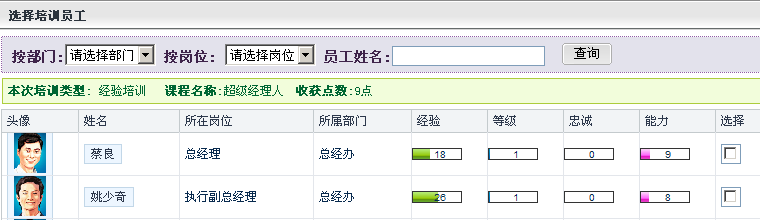 选择培训员工
按部门:请选择部门 按岗位: 请选择岗位 员工姓名: 查询
本次培训类型: 经验培训 课程名称:超级经理人 收获点数:9点
头像 姓名 所在岗位 所属部门 经验 等级 忠诚 能力 选择
蔡良 总经理 总经办 18 1 0 9
姚少奇 执行副总经理 总经办 26 1 0 8